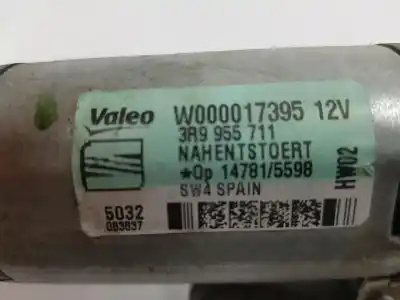 Valeo W000017395 12V
3R9 955 711
NAHENTSTOERT
*Op 14781/5598
SW4 SPAIN
HW02
5032
083837